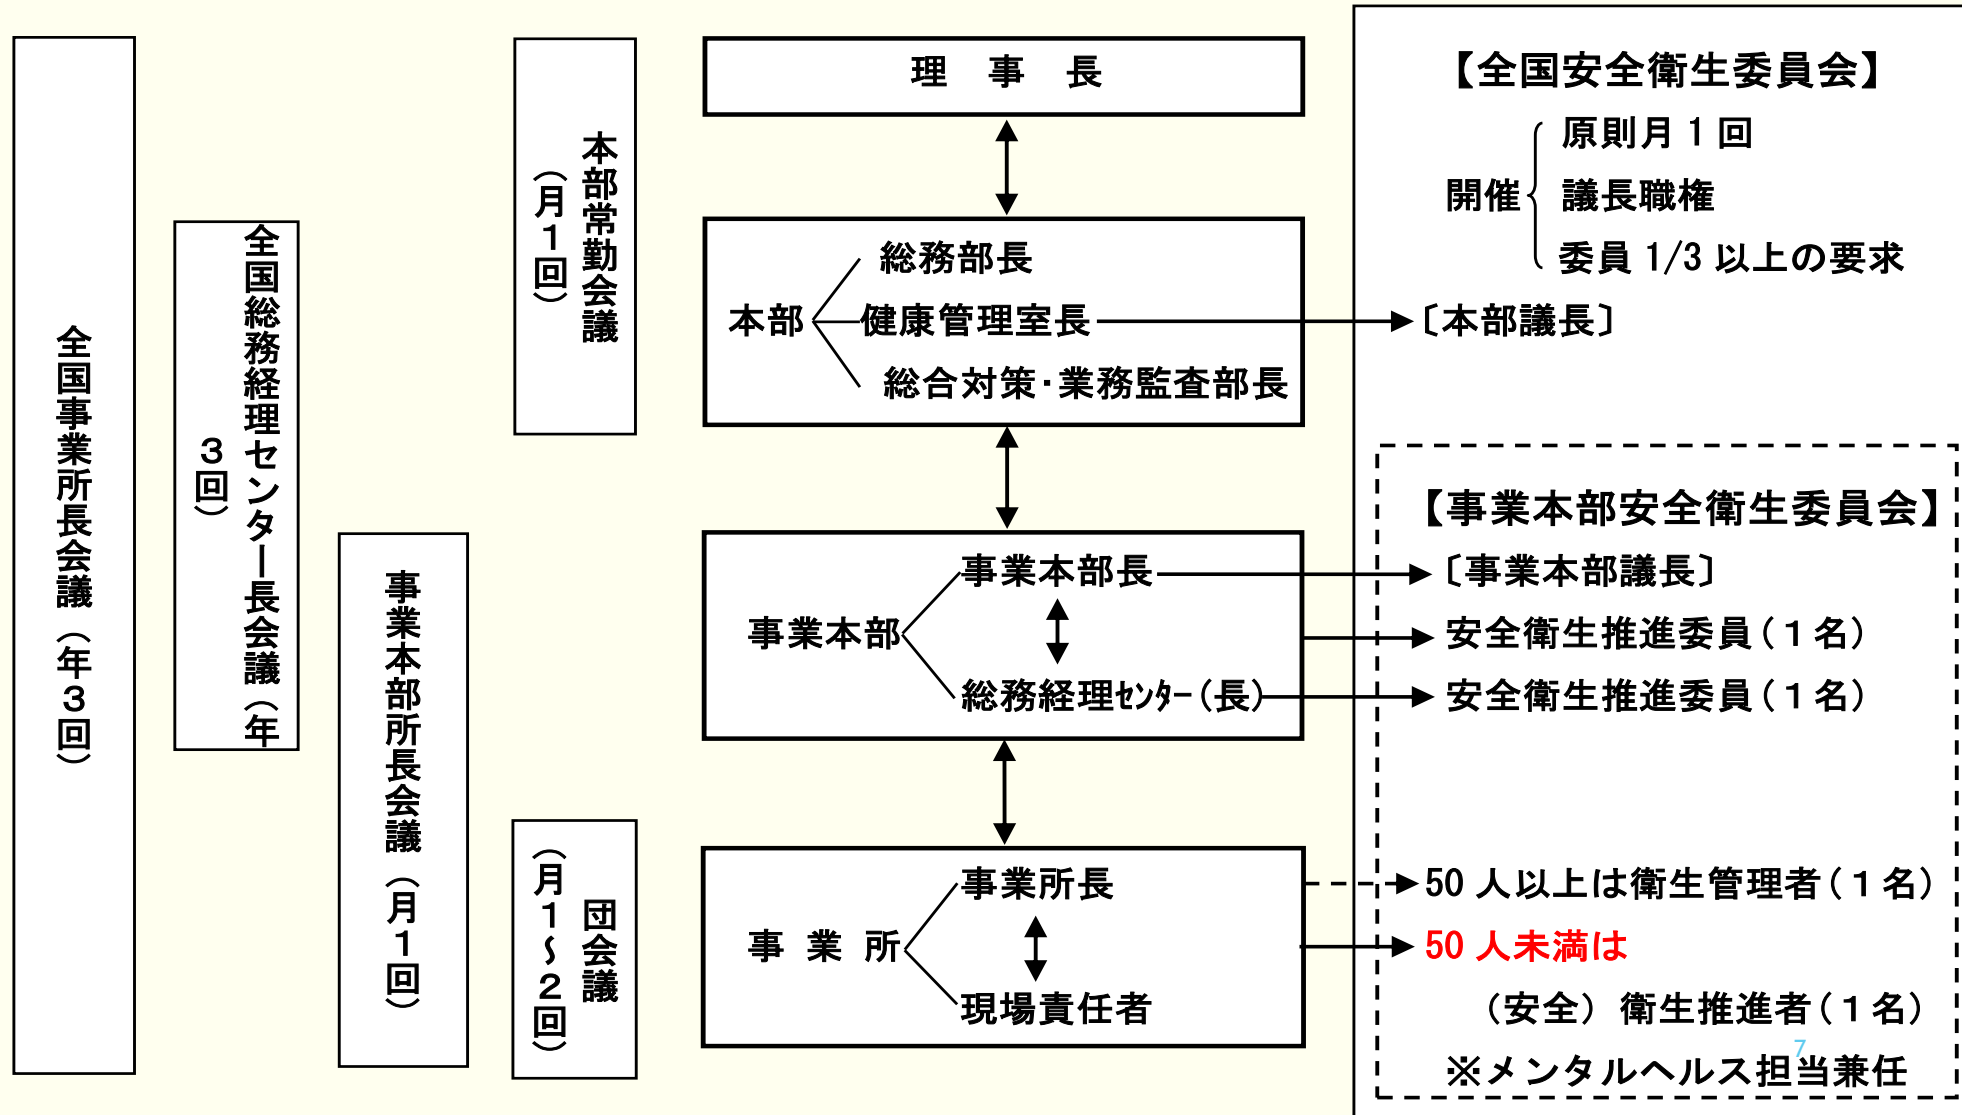 全国事業所長会議（年３回）
全国総務経理センター長会議（年
３回）
事業本部所長会議（月１回）
本部常勤会議
（月１回）
団会議
（月１～２回）
理　事　長
総務部長
本部
健康管理室長
総合対策・業務監査部長
事業本部長
事業本部
総務経理ｾﾝﾀｰ(長)
事業所長
事　業　所
現場責任者
【全国安全衛生委員会】
原則月１回
開催
議長職権
委員 1/3 以上の要求
〔本部議長〕
【事業本部安全衛生委員会】
〔事業本部議長〕
安全衛生推進委員(１名)
安全衛生推進委員(１名)
50 人以上は衛生管理者(１名)
50 人未満は
（安全）衛生推進者(１名)
※メンタルヘルス担当兼任
7